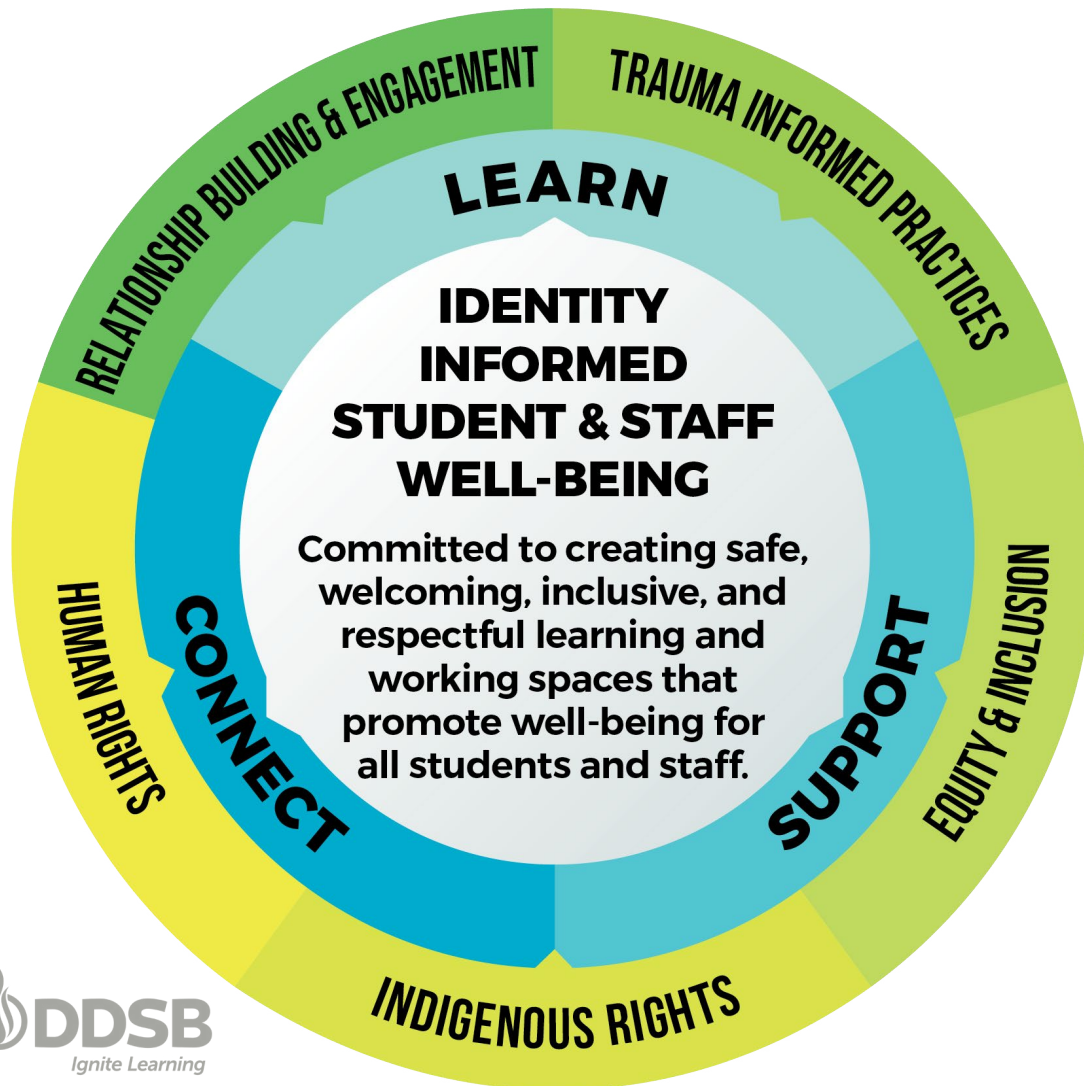 RELATIONSHIP BUILDING & ENGAGEMENT
TRAUMA INFORMED PRACTICES
EQUITY & INCLUSION
INDIGENOUS RIGHTS
HUMAN RIGHTS
LEARN
SUPPORT
CONNECT
IDENTITY
INFORMED
STUDENT & STAFF
WELL-BEING
Committed to creating safe,
welcoming, inclusive, and
respectful learning and
working spaces that
promote well-being for
all students and staff.
DDSB
Ignite Learning